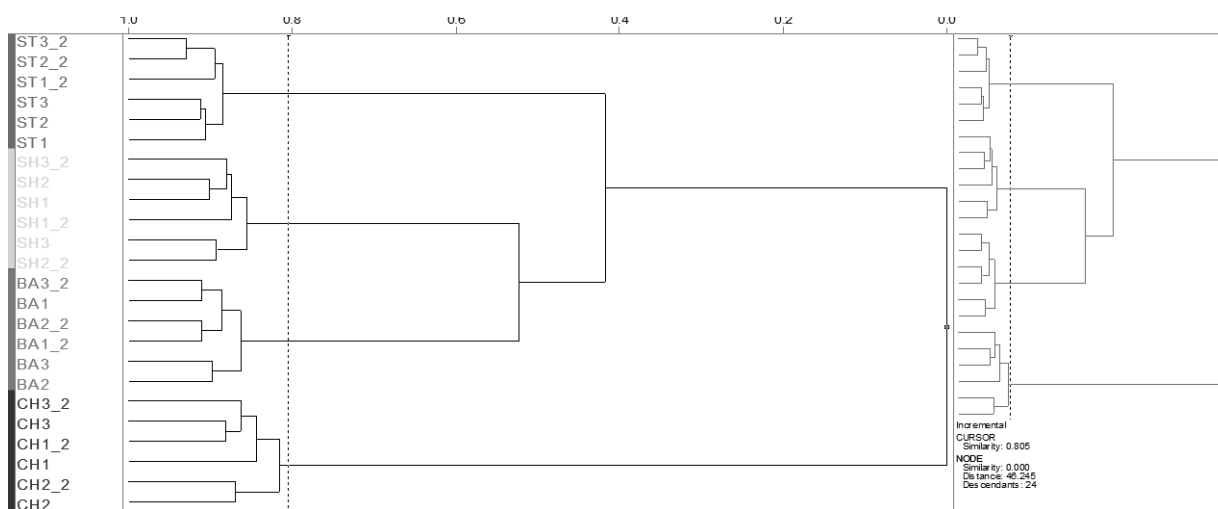 1.0 0.8 0.6 0.4 0.2 0.0
ST3_2
ST2_2
ST1_2
ST3
ST2
ST1
SH3_2
SH2
SH1
SH1_2
SH3
SH2_2
BA3_2
BA1
BA2_2
BA1_2
BA3
BA2
CH3_2
CH3
CH1_2
CH1
CH2_2
CH2
Incremental
CURSOR
Similarity: 0.805
NODE
Similarity: 0.000
Distance: 46.245
Descendants: 24